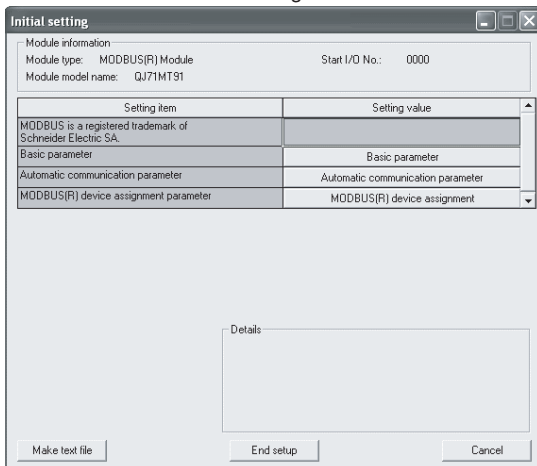 Initial setting
Module information
Module type: MODBUS(R) Module Start I/O No.: 0000
Module model name: QJ71MT91
Setting item Setting value
MODBUS is a registered trademark of
Schneider Electric SA.
Basic parameter Basic parameter
Automatic communication parameter Automatic communication parameter
MODBUS(R) device assignment parameter MODBUS(R) device assignment
Details
Make text file End setup Cancel